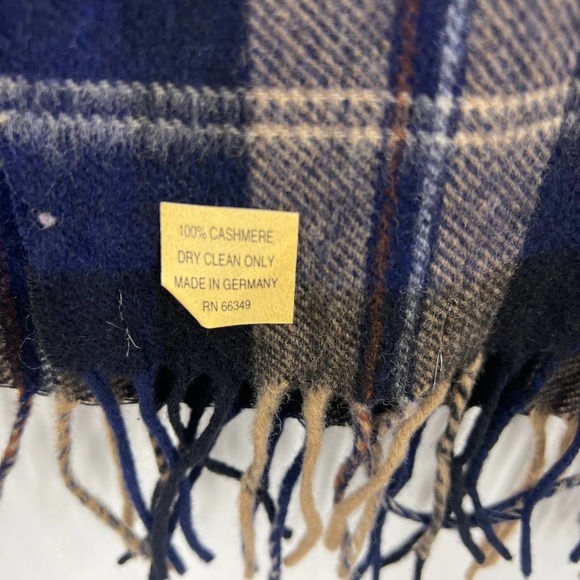 100% CASHMERE
DRY CLEAN ONLY
MADE IN GERMANY
RN 66349